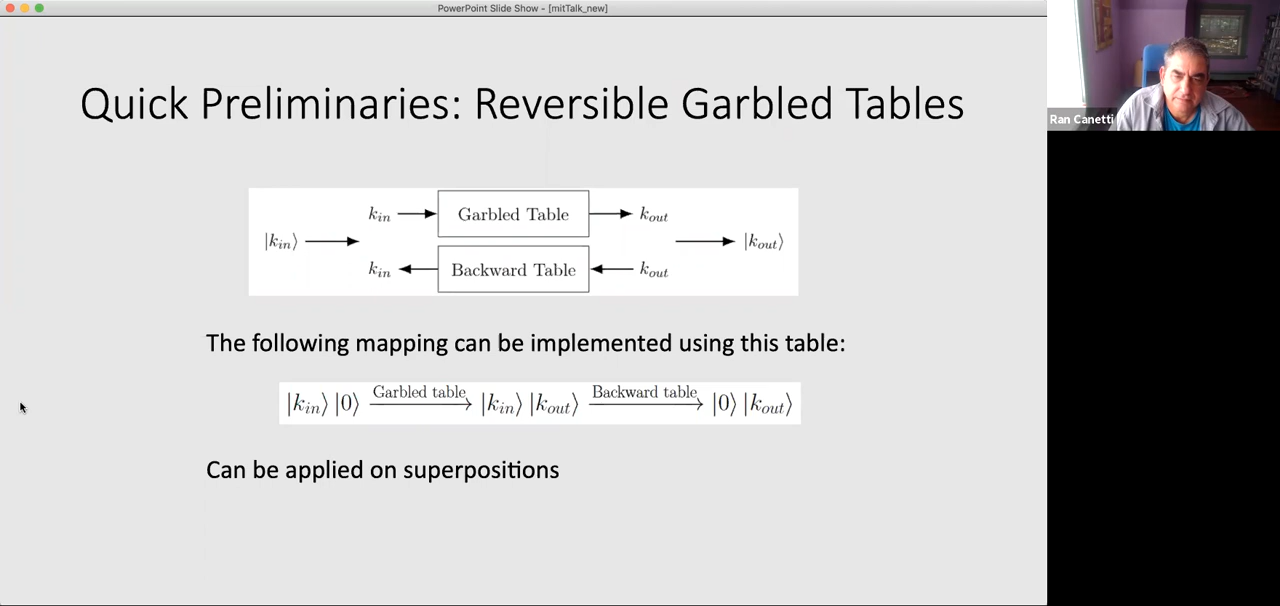 PowerPoint Slide Show - [mitTalk_new]
Quick Preliminaries: Reversible Garbled Tables
k_in → Garbled Table → k_out
|k_in⟩ → → |k_out⟩
k_in ← Backward Table ← k_out
The following mapping can be implemented using this table:
|k_in⟩ |0⟩ Garbled table → |k_in⟩ |k_out⟩ Backward table → |0⟩ |k_out⟩
Can be applied on superpositions
Ran Canetti